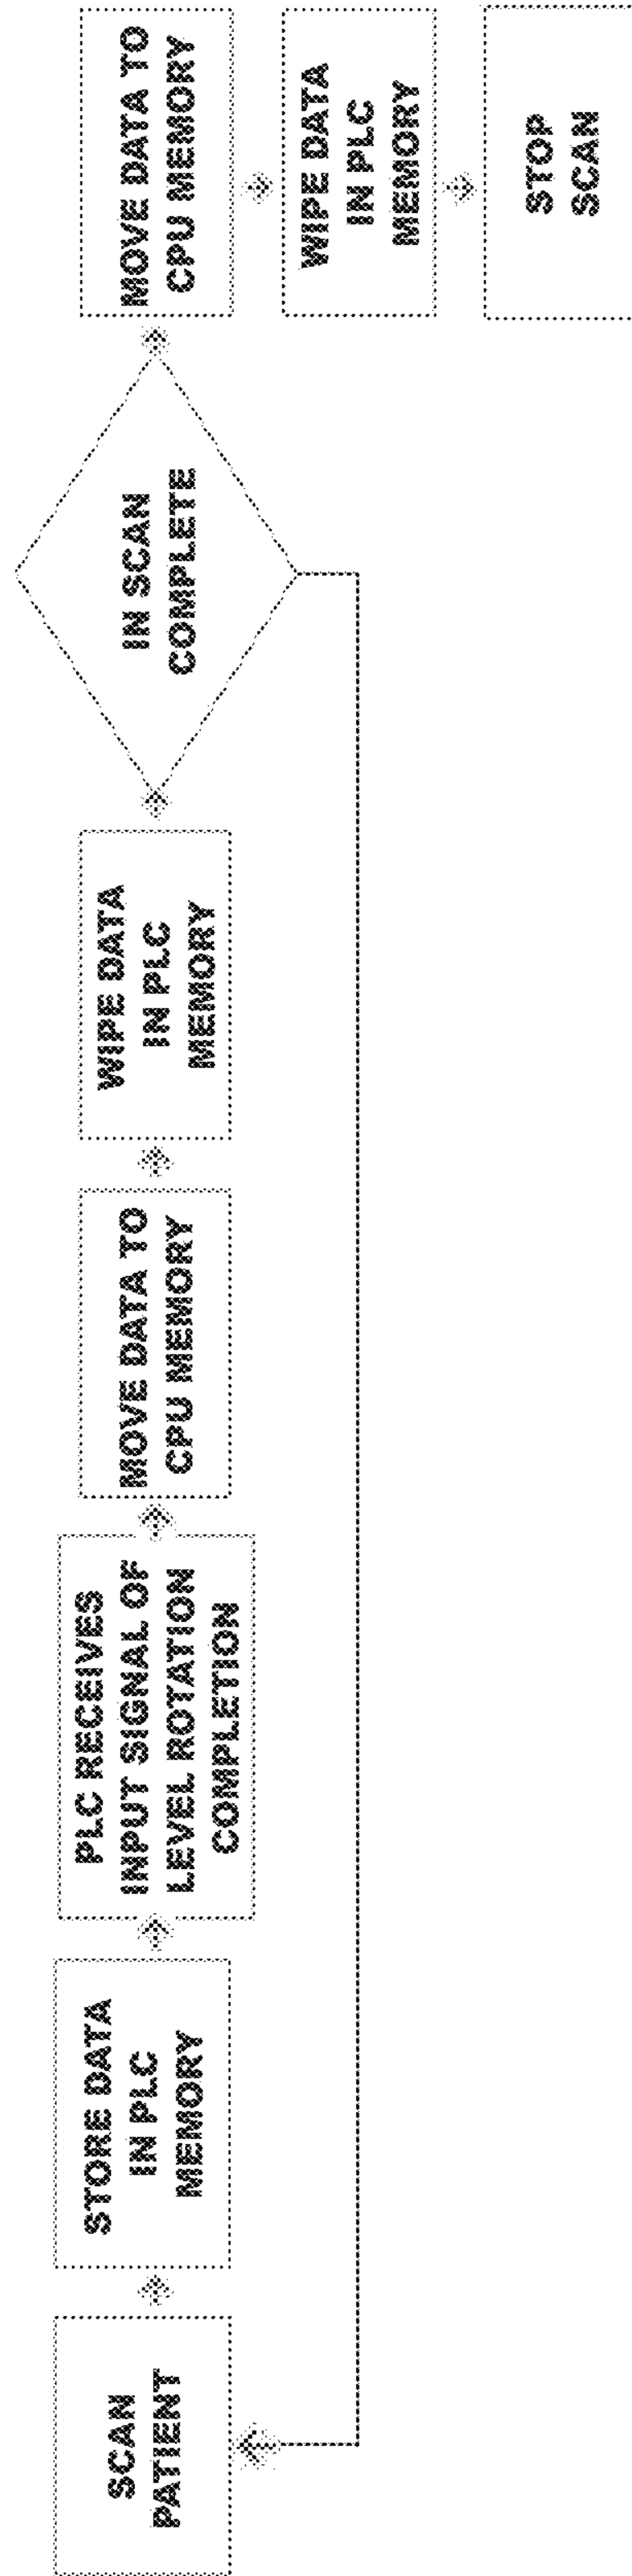 SCAN
PATIENT
STORE DATA
IN PLC
MEMORY
PLC RECEIVES
INPUT SIGNAL OF
LEVEL ROTATION
COMPLETION
MOVE DATA TO
CPU MEMORY
WIPE DATA
IN PLC
MEMORY
IN SCAN
COMPLETE
MOVE DATA TO
CPU MEMORY
WIPE DATA
IN PLC
MEMORY
STOP
SCAN